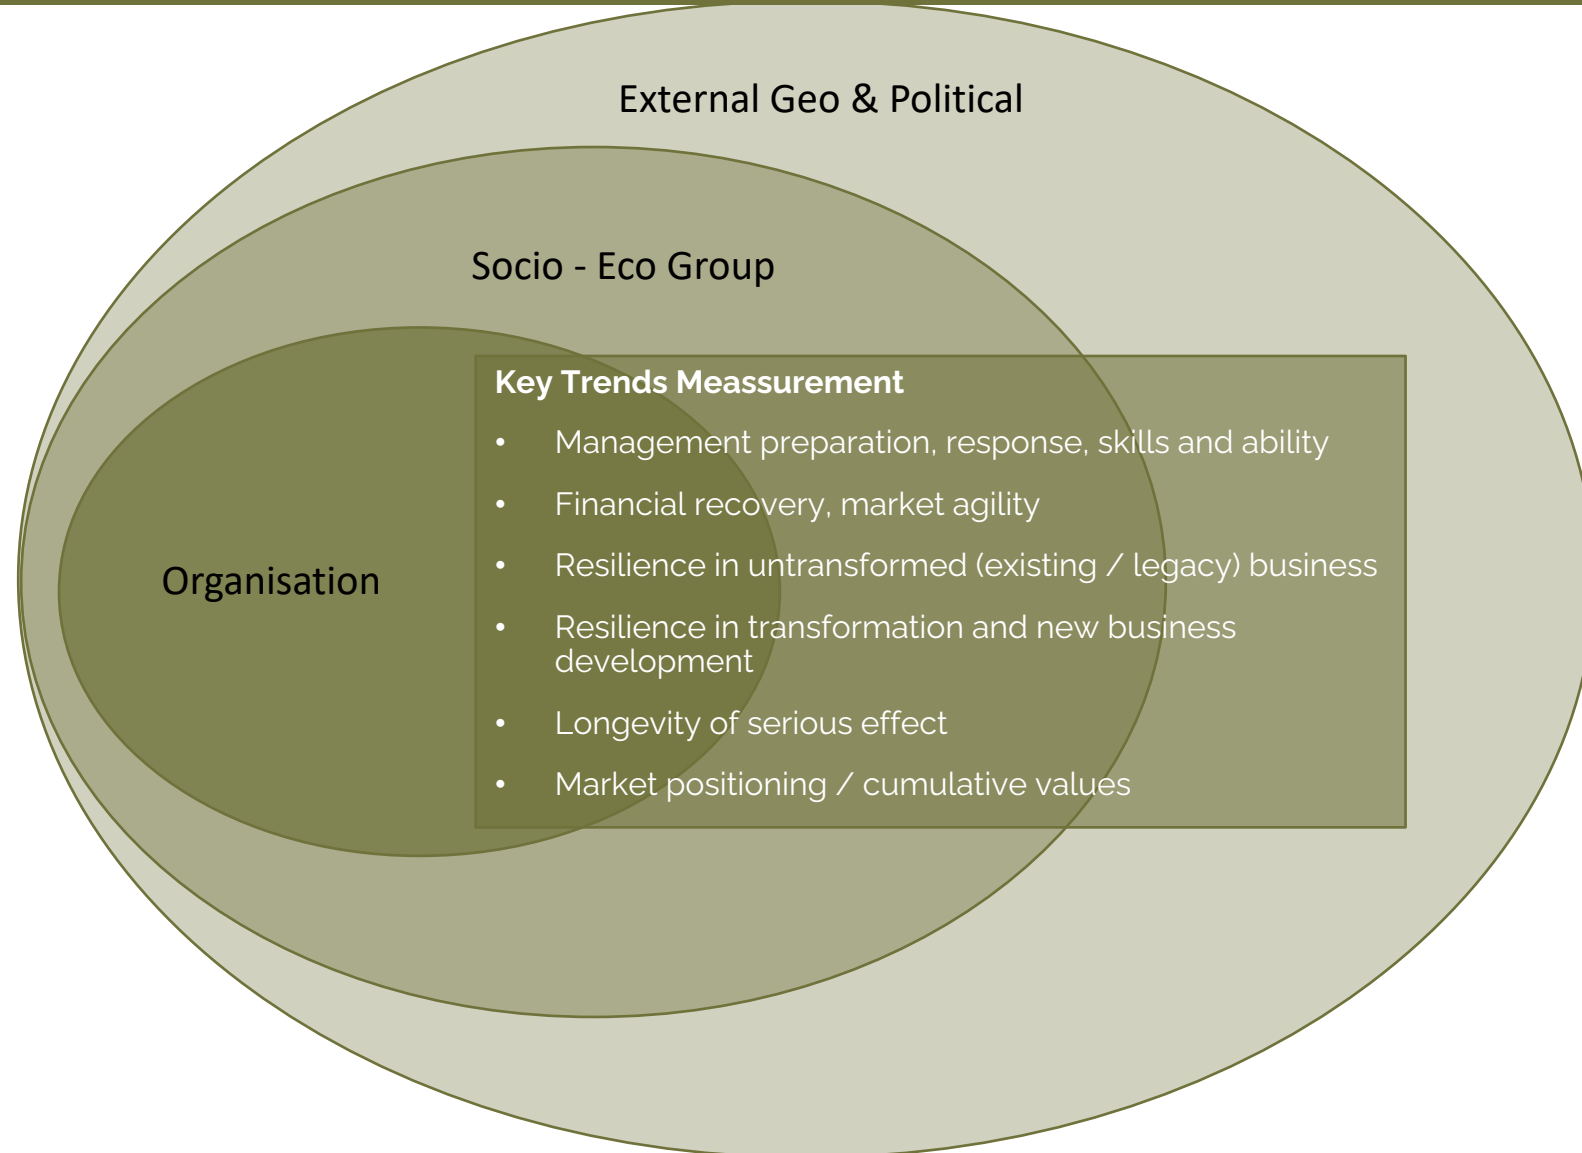 External Geo & Political
Socio - Eco Group
Organisation
Key Trends Meassurement
• Management preparation, response, skills and ability
• Financial recovery, market agility
• Resilience in untransformed (existing / legacy) business
• Resilience in transformation and new business
development
• Longevity of serious effect
• Market positioning / cumulative values